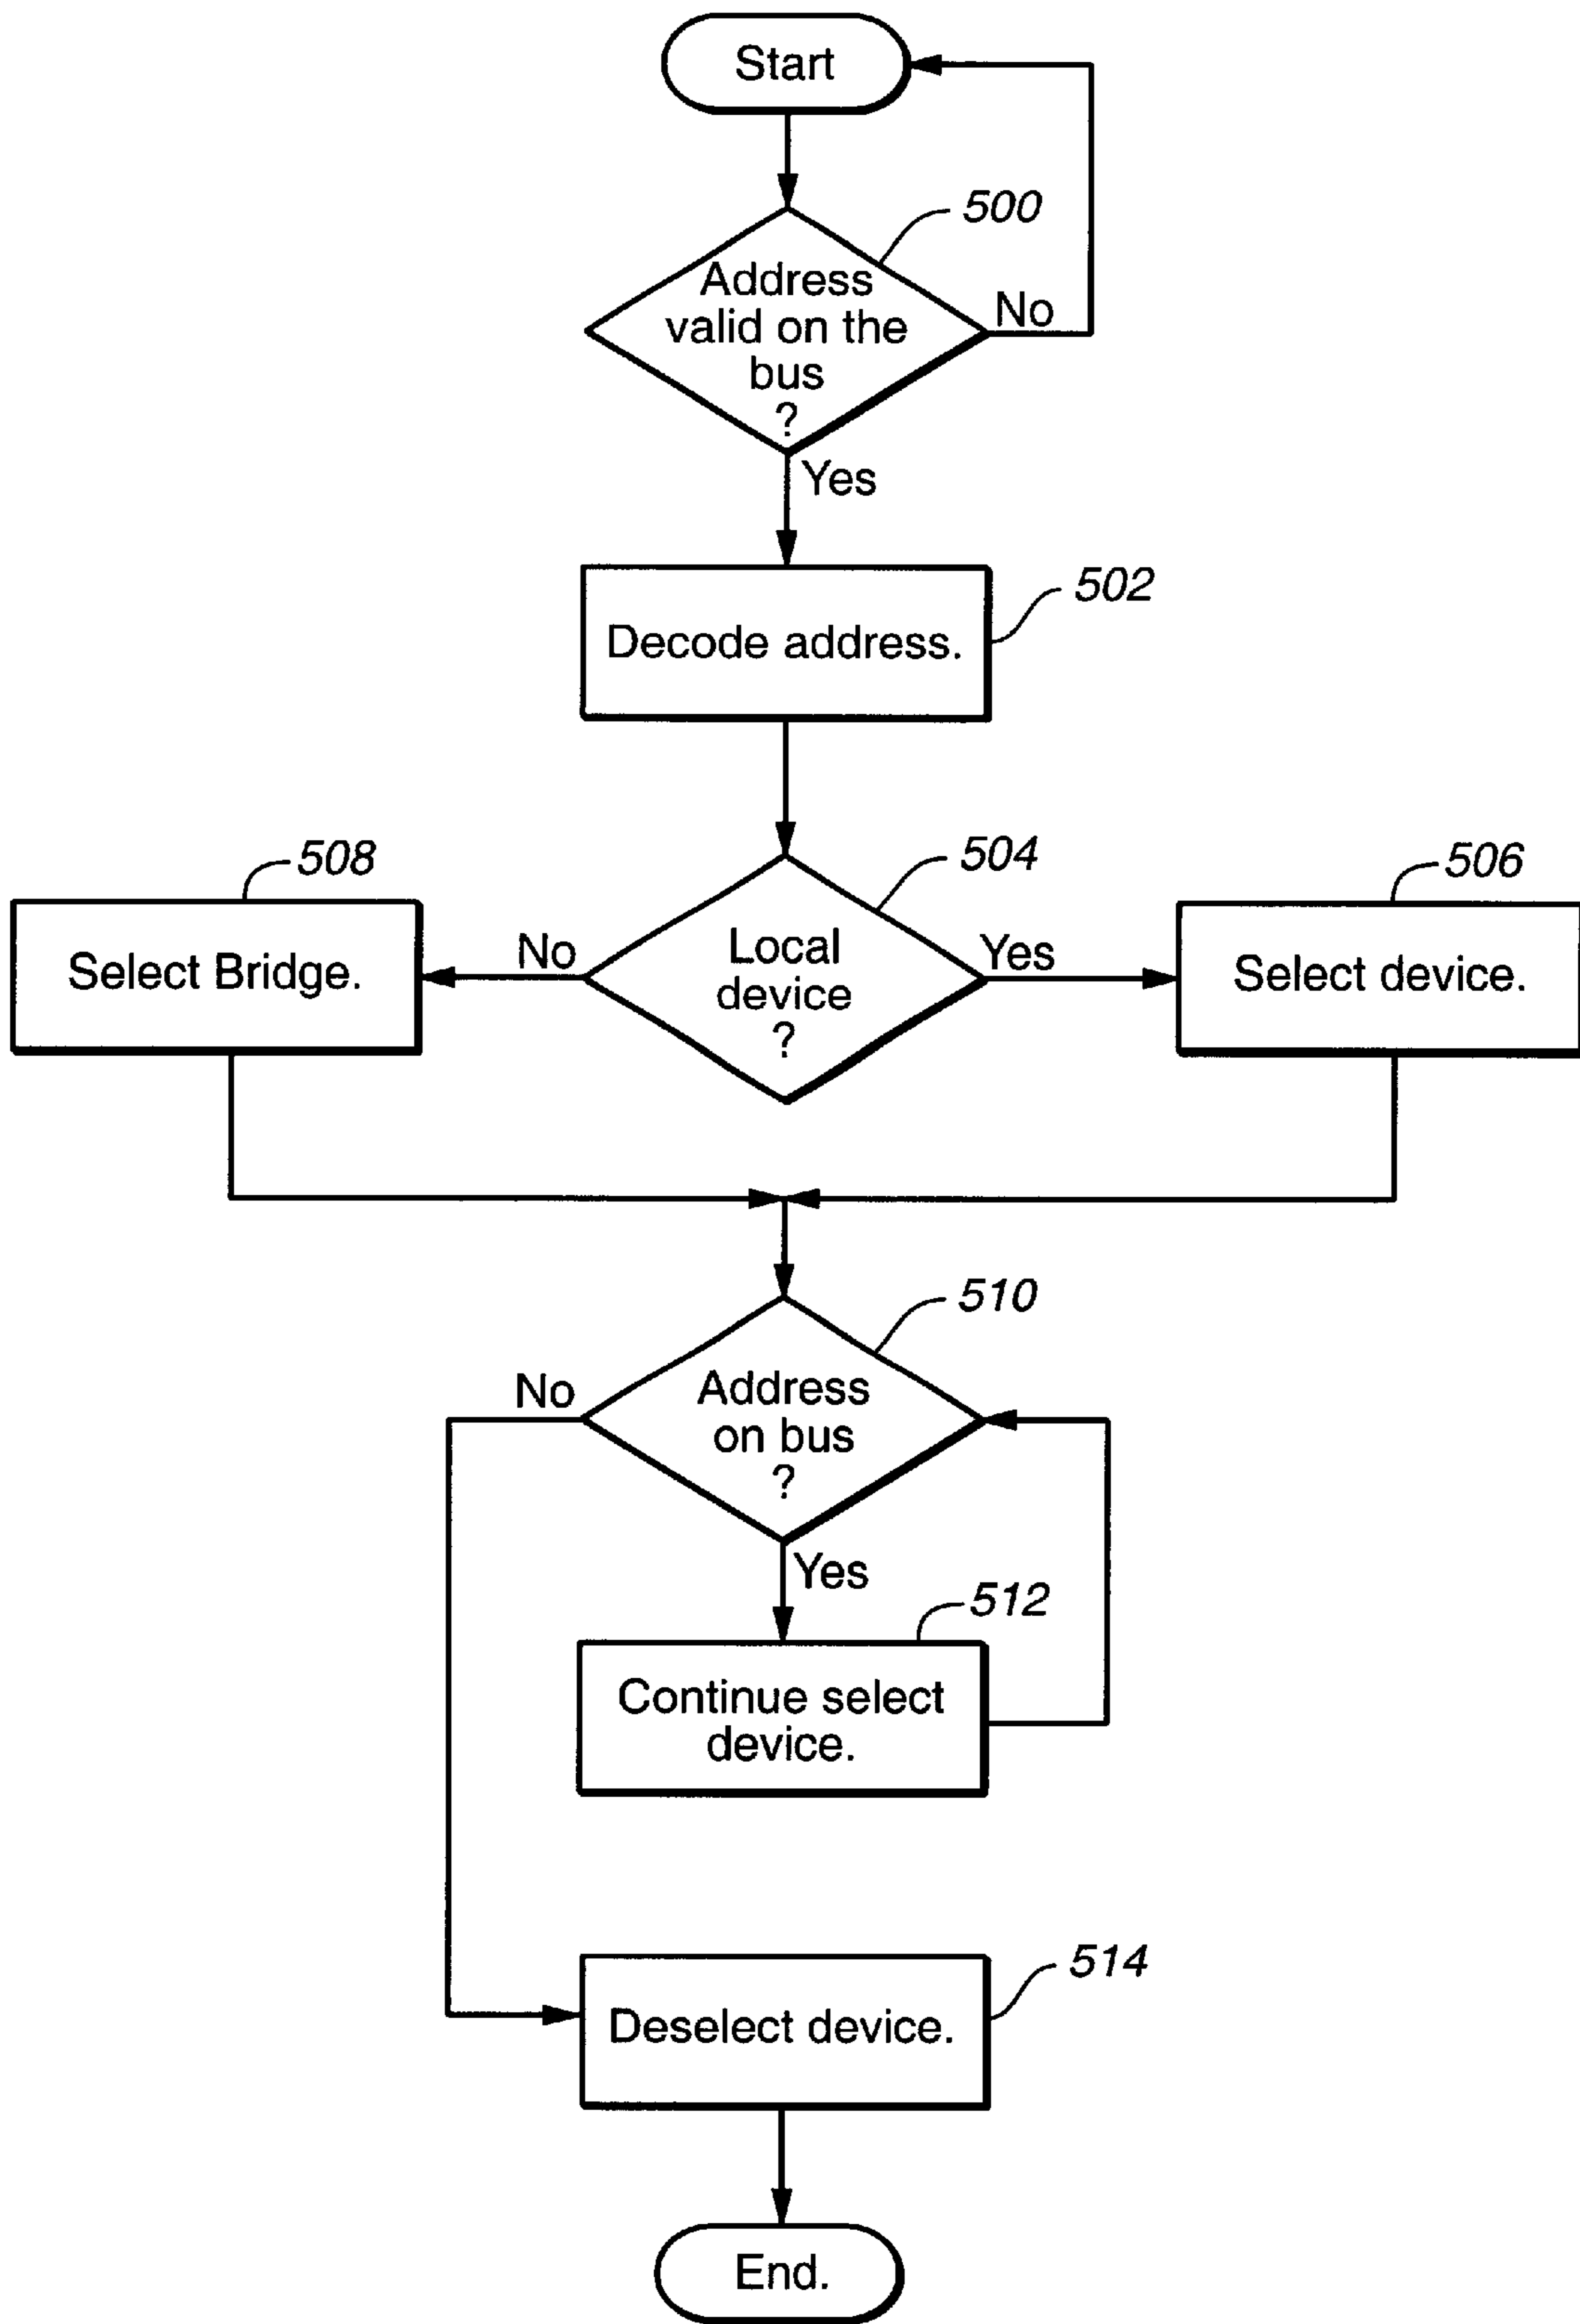 Start
500
Address
valid on the
bus
?
No
Yes
502
Decode address.
508
504
506
Select Bridge.
No
Local
device
?
Yes
Select device.
510
No
Address
on bus
?
Yes
512
Continue select
device.
514
Deselect device.
End.